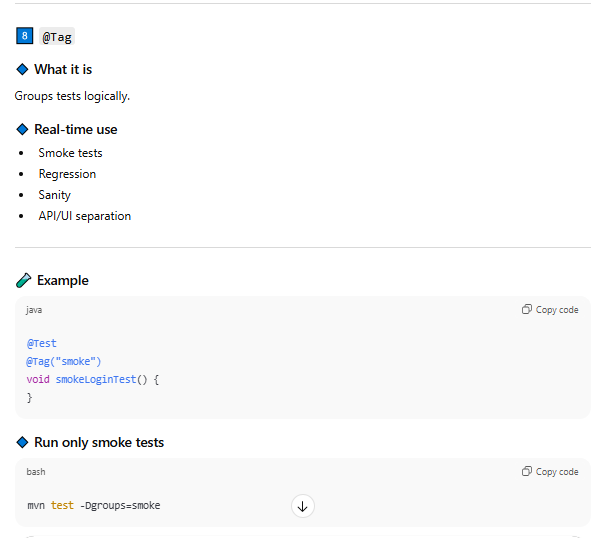 8 @Tag
What it is
Groups tests logically.
Real-time use
• Smoke tests
• Regression
• Sanity
• API/UI separation
Example
java Copy code
@Test
@Tag("smoke")
void smokeLoginTest() {
}
Run only smoke tests
bash Copy code
mvn test -Dgroups=smoke